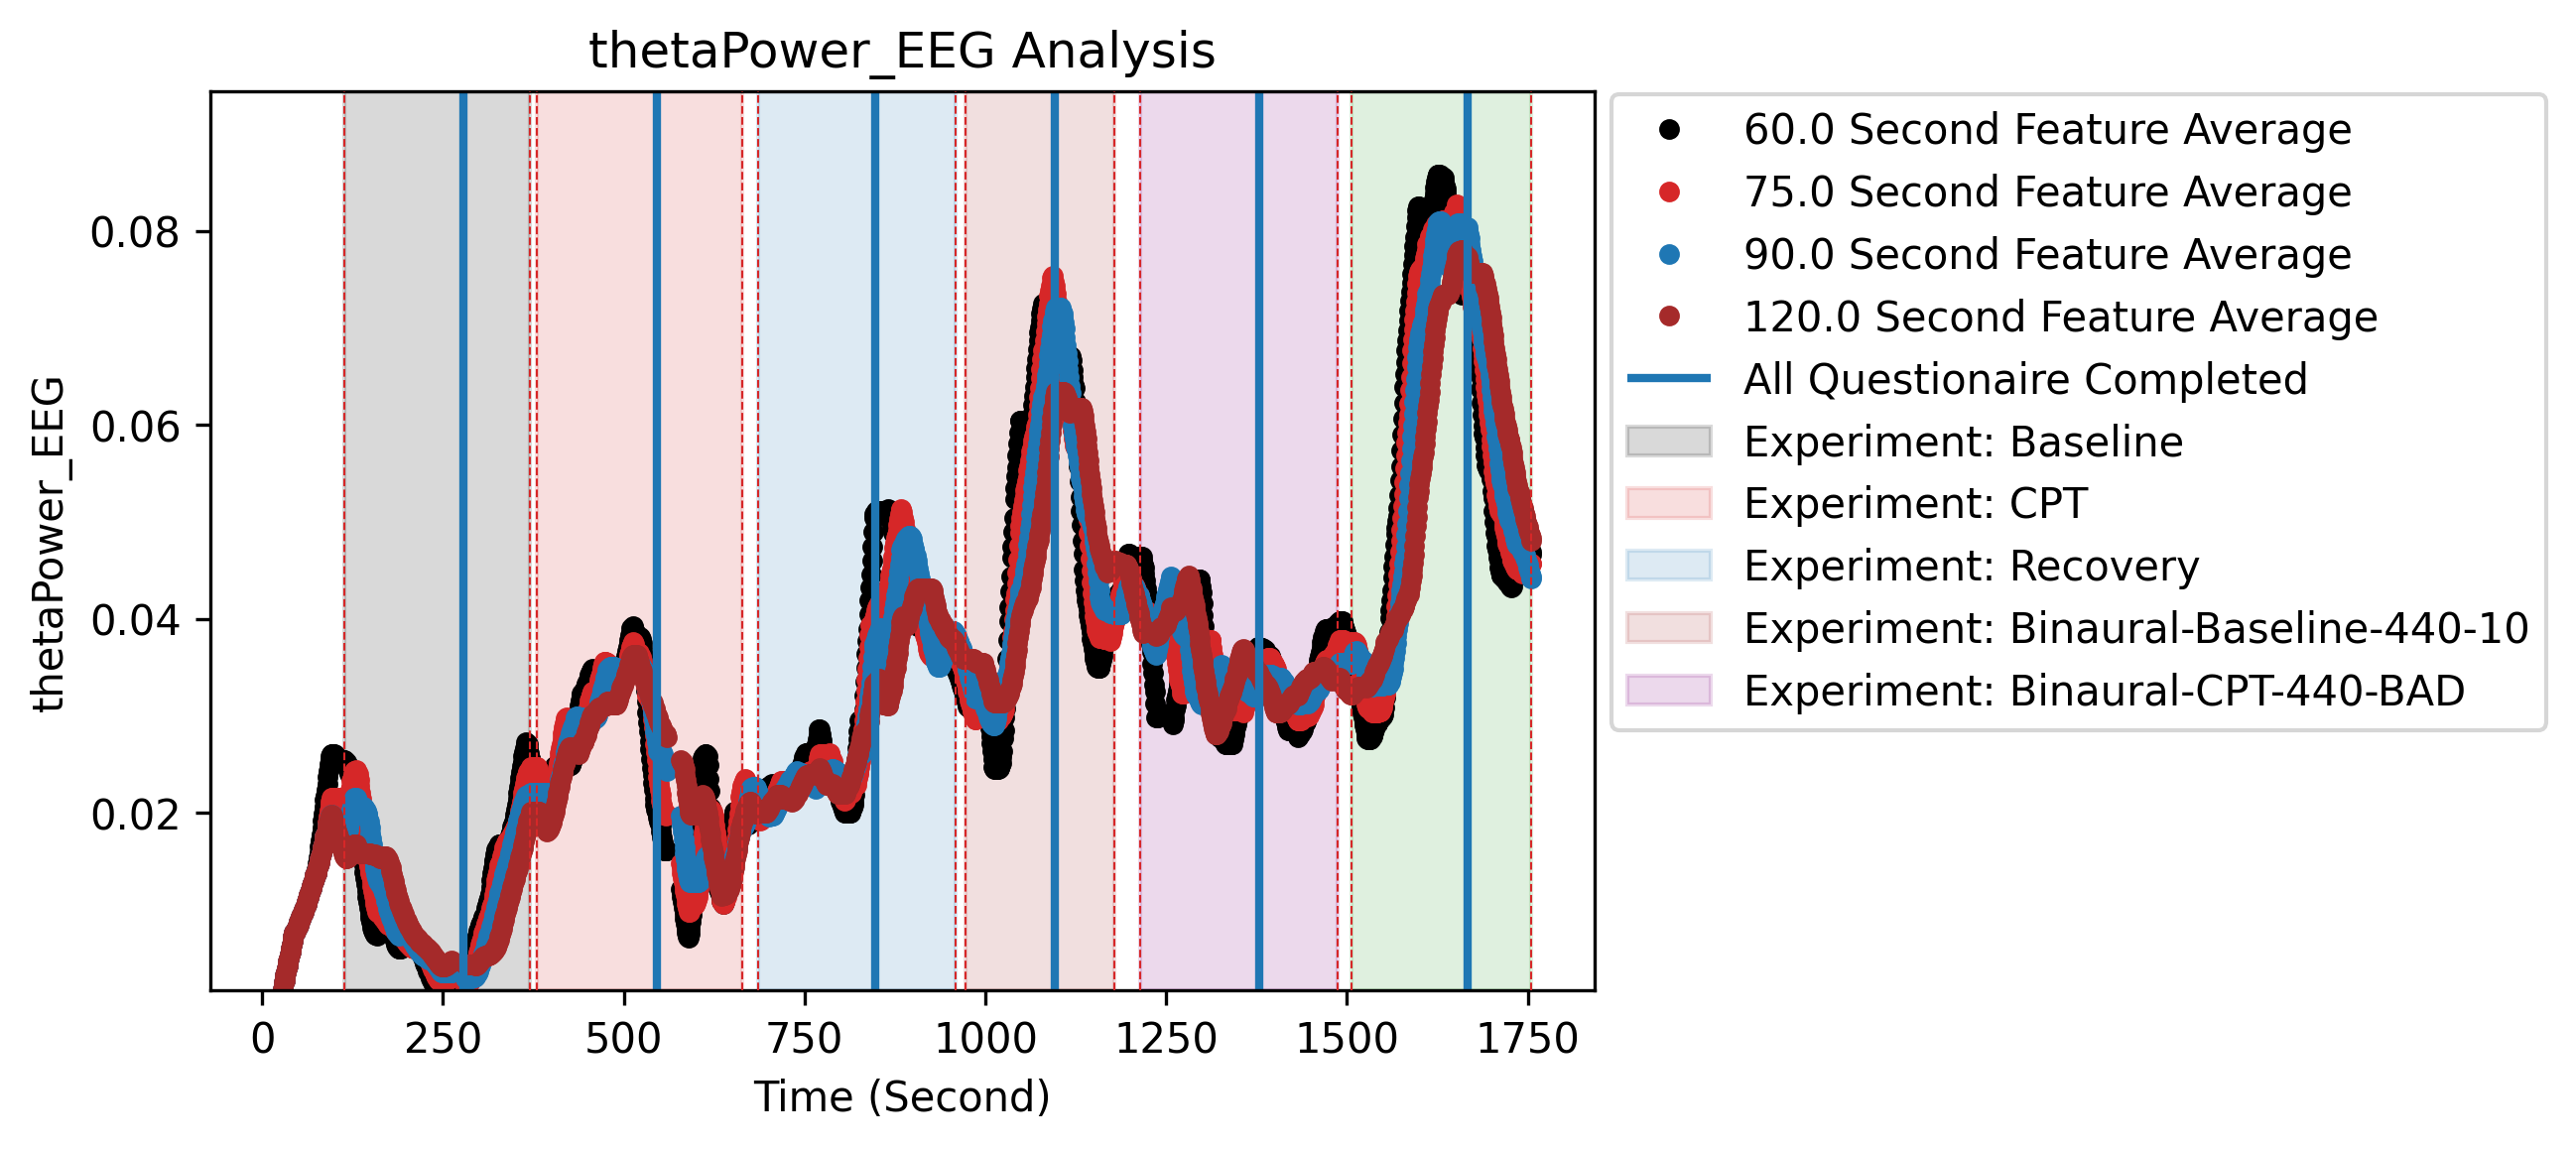 thetaPower_EEG Analysis
thetaPower_EEG
0.08
0.06
0.04
0.02
0 250 500 750 1000 1250 1500 1750
Time (Second)
60.0 Second Feature Average
75.0 Second Feature Average
90.0 Second Feature Average
120.0 Second Feature Average
All Questionaire Completed
Experiment: Baseline
Experiment: CPT
Experiment: Recovery
Experiment: Binaural-Baseline-440-10
Experiment: Binaural-CPT-440-BAD